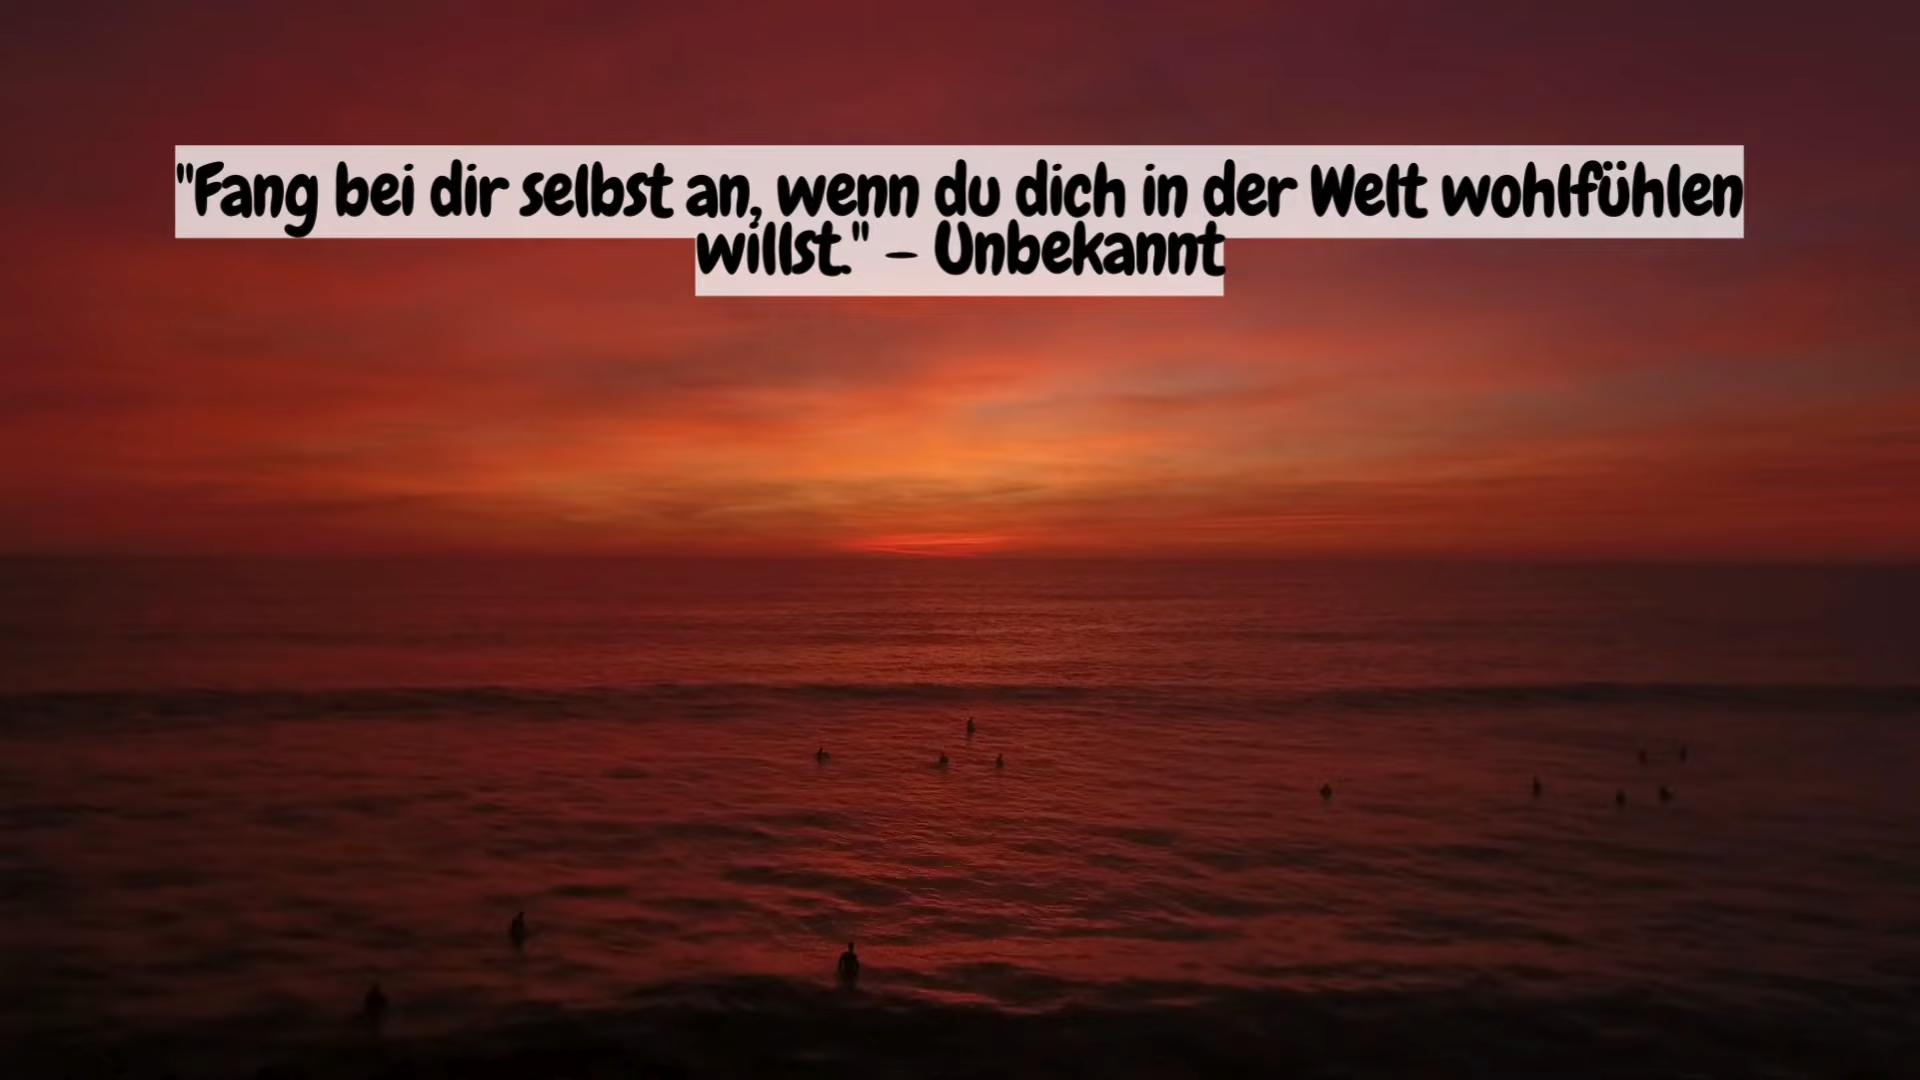 "Fang bei dir selbst an, wenn du dich in der Welt wohlfühlen
willst." – Unbekannt